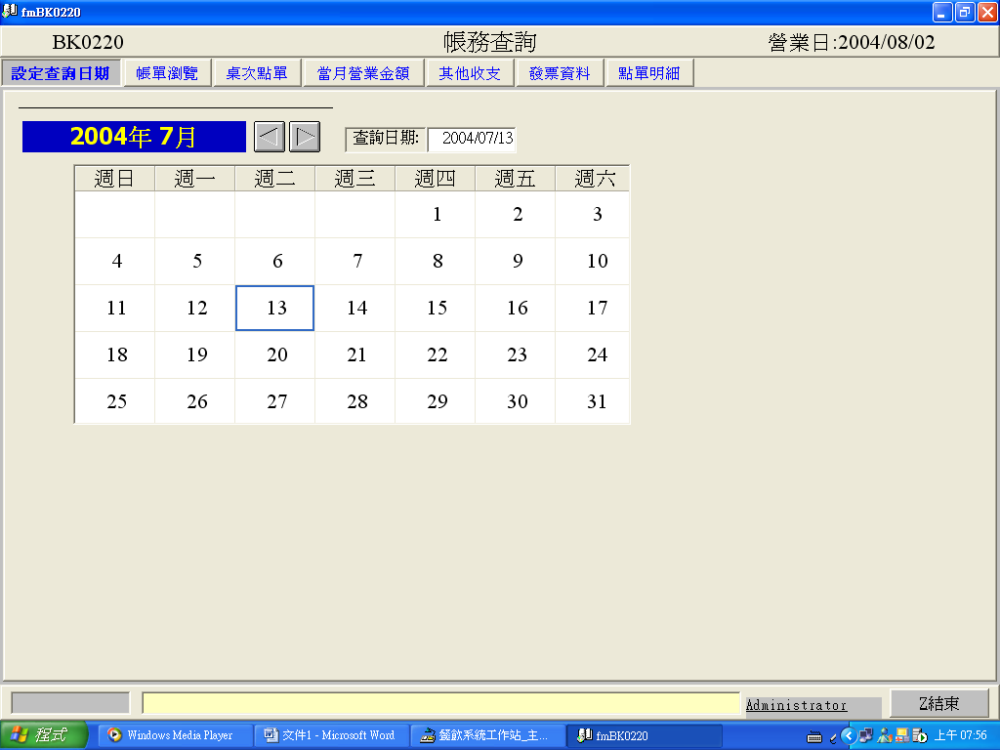 fmBK0220
BK0220 帳務查詢 營業日:2004/08/02
設定查詢日期 帳單瀏覽 桌次點單 當月營業金額 其他收支 發票資料 點單明細
2004年 7月 查詢日期: 2004/07/13
週日 週一 週二 週三 週四 週五 週六
1 2 3
4 5 6 7 8 9 10
11 12 13 14 15 16 17
18 19 20 21 22 23 24
25 26 27 28 29 30 31
Administrator Z結束
程式 Windows Media Player 文件1 - Microsoft Word 餐飲系統工作站_主... fmBK0220 上午 07:56